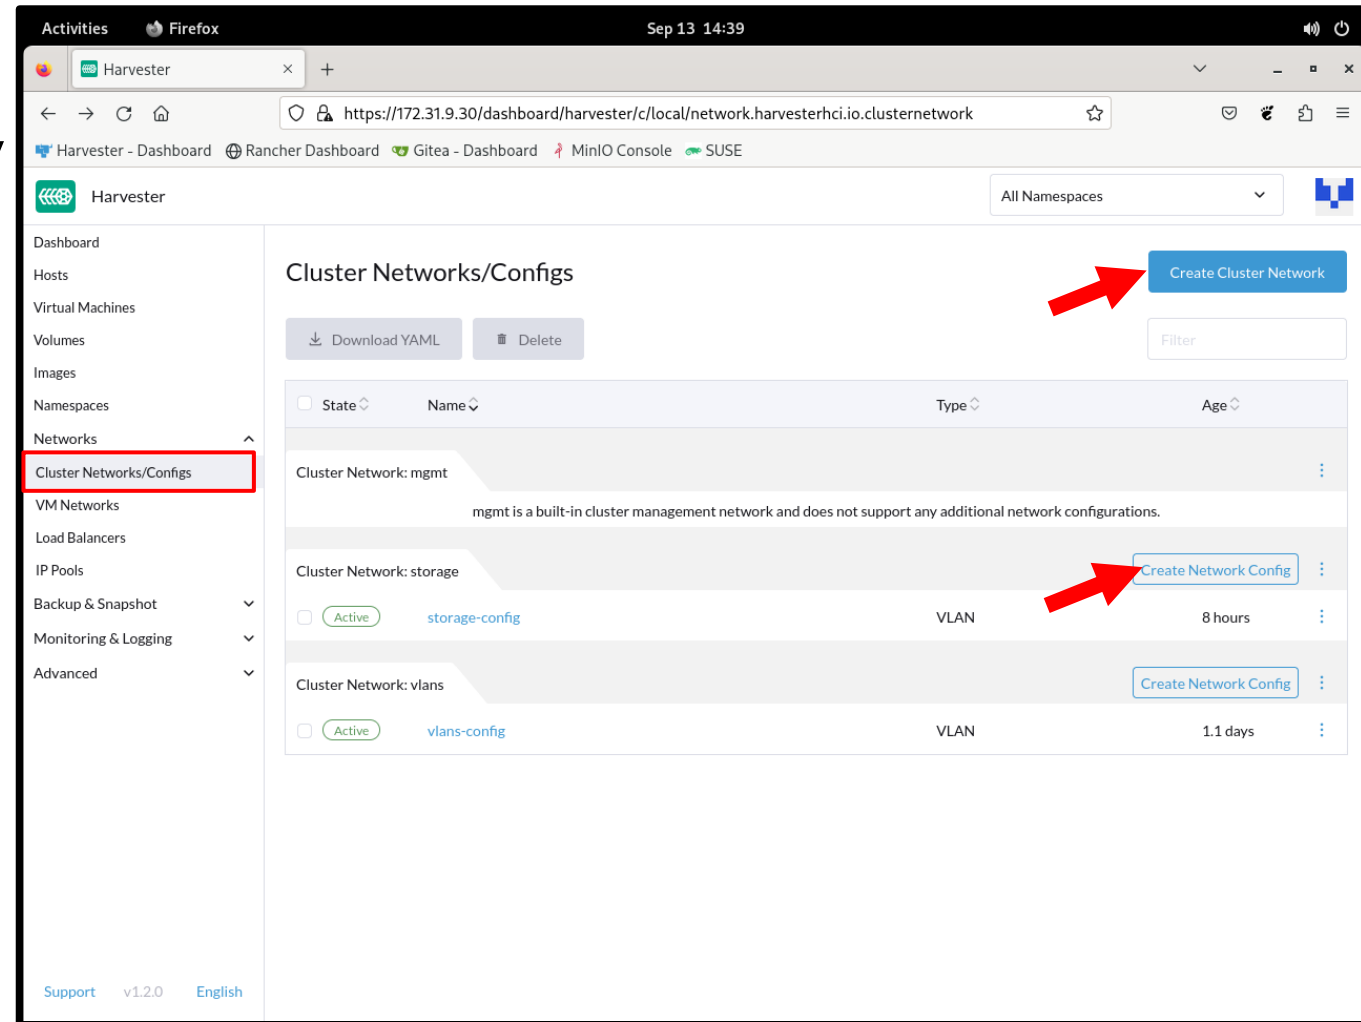 Activities Firefox Sep 13 14:39
Harvester
https://172.31.9.30/dashboard/harvester/c/local/network.harvesterhci.io.clusternetwork
Harvester - Dashboard Rancher Dashboard Gitea - Dashboard MinIO Console SUSE
Harvester All Namespaces
Dashboard
Hosts
Virtual Machines
Volumes
Images
Namespaces
Networks
Cluster Networks/Configs
VM Networks
Load Balancers
IP Pools
Backup & Snapshot
Monitoring & Logging
Advanced
Support v1.2.0 English
Cluster Networks/Configs Create Cluster Network
Download YAML Delete Filter
State Name Type Age
Cluster Network: mgmt
mgmt is a built-in cluster management network and does not support any additional network configurations.
Cluster Network: storage Create Network Config
Active storage-config VLAN 8 hours
Cluster Network: vlans Create Network Config
Active vlans-config VLAN 1.1 days